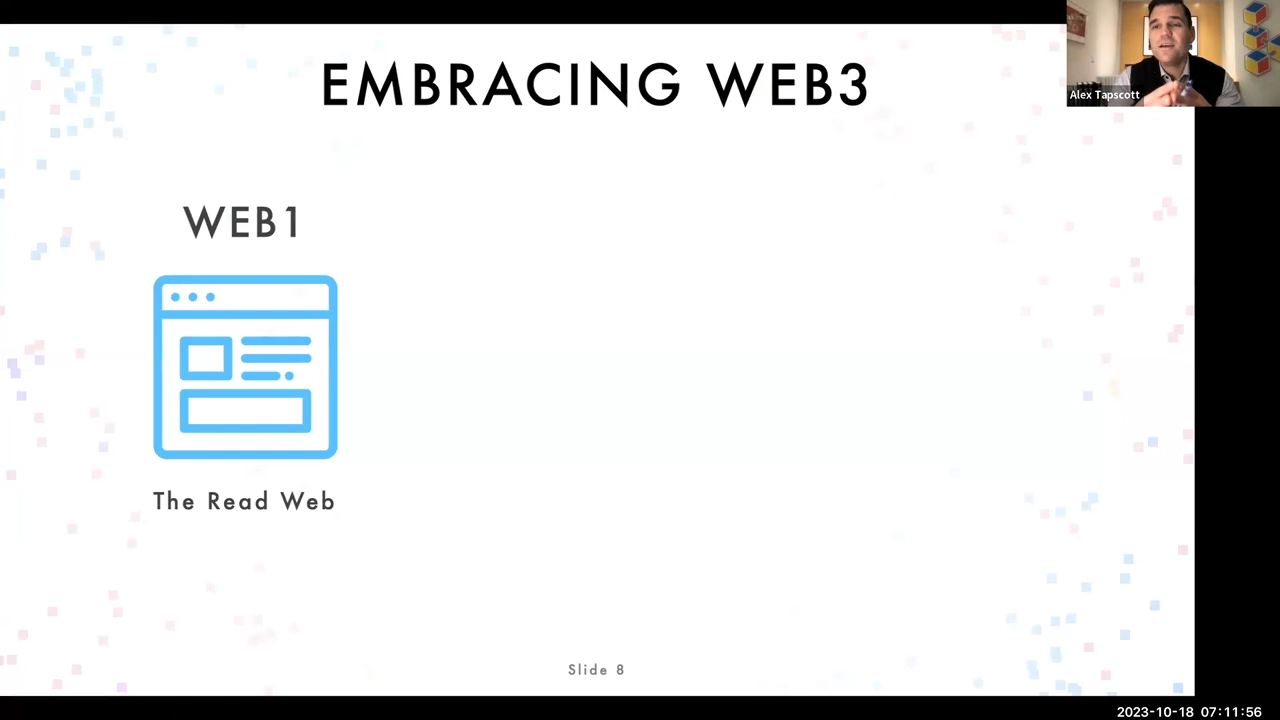 EMBRACING WEB3
Alex Tapscott
WEB1
The Read Web
Slide 8
2023-10-18 07:11:56